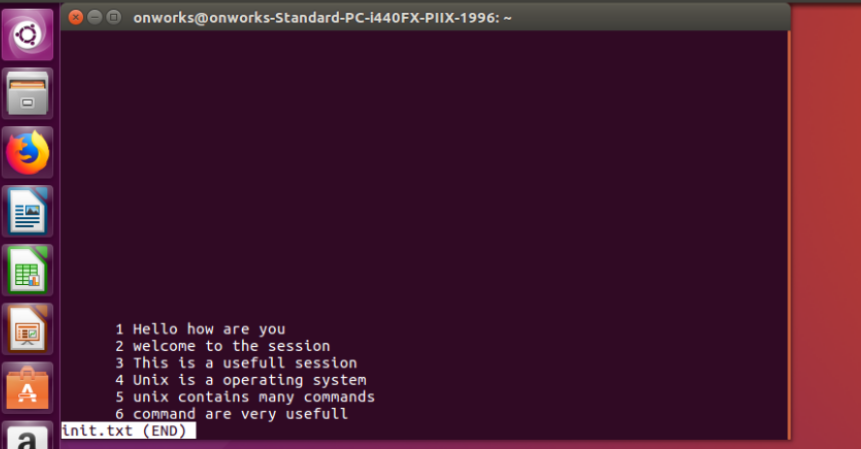 onworks@onworks-Standard-PC-i440FX-PIIX-1996: ~
1 Hello how are you
2 welcome to the session
3 This is a usefull session
4 Unix is a operating system
5 unix contains many commands
6 command are very usefull
init.txt (END)